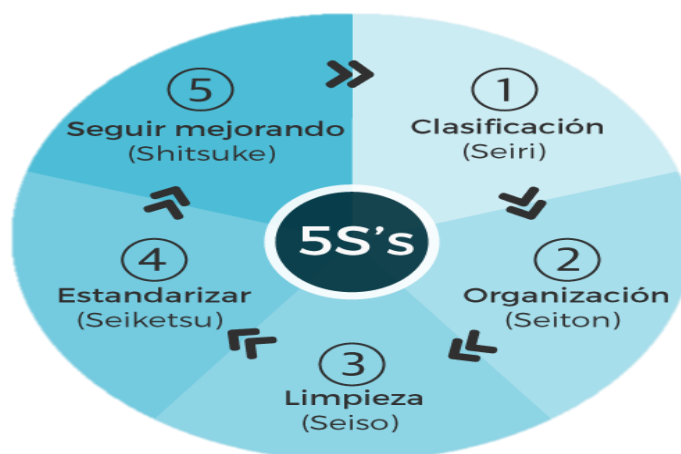 1
Clasificación
(Seiri)
2
Organización
(Seiton)
3
Limpieza
(Seiso)
4
Estandarizar
(Seiketsu)
5
Seguir mejorando
(Shitsuke)
5S's